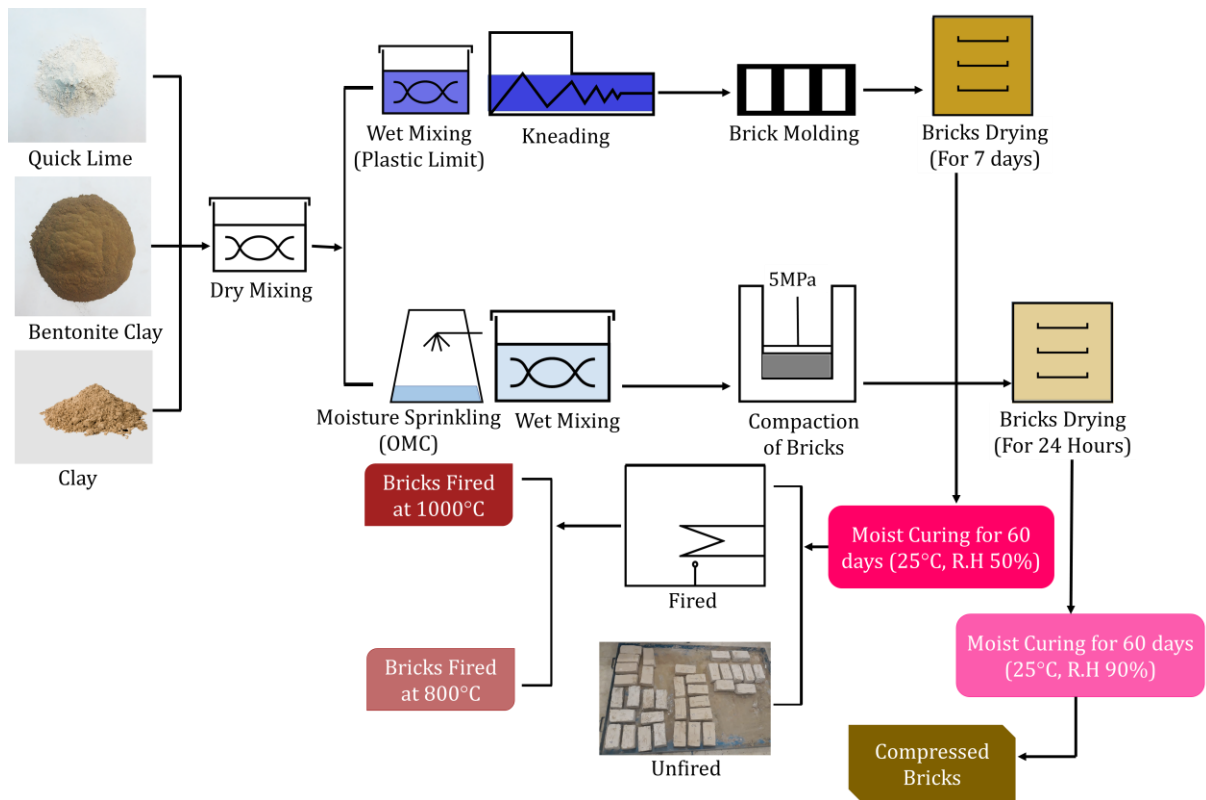 Quick Lime
Bentonite Clay
Clay
Dry Mixing
Wet Mixing
(Plastic Limit)
Kneading
Brick Molding
Bricks Drying
(For 7 days)
Moisture Sprinkling
(OMC)
Wet Mixing
5MPa
Compaction
of Bricks
Bricks Drying
(For 24 Hours)
Moist Curing for 60
days (25°C, R.H 50%)
Fired
Unfired
Bricks Fired
at 1000°C
Bricks Fired
at 800°C
Moist Curing for 60 days
(25°C, R.H 90%)
Compressed
Bricks